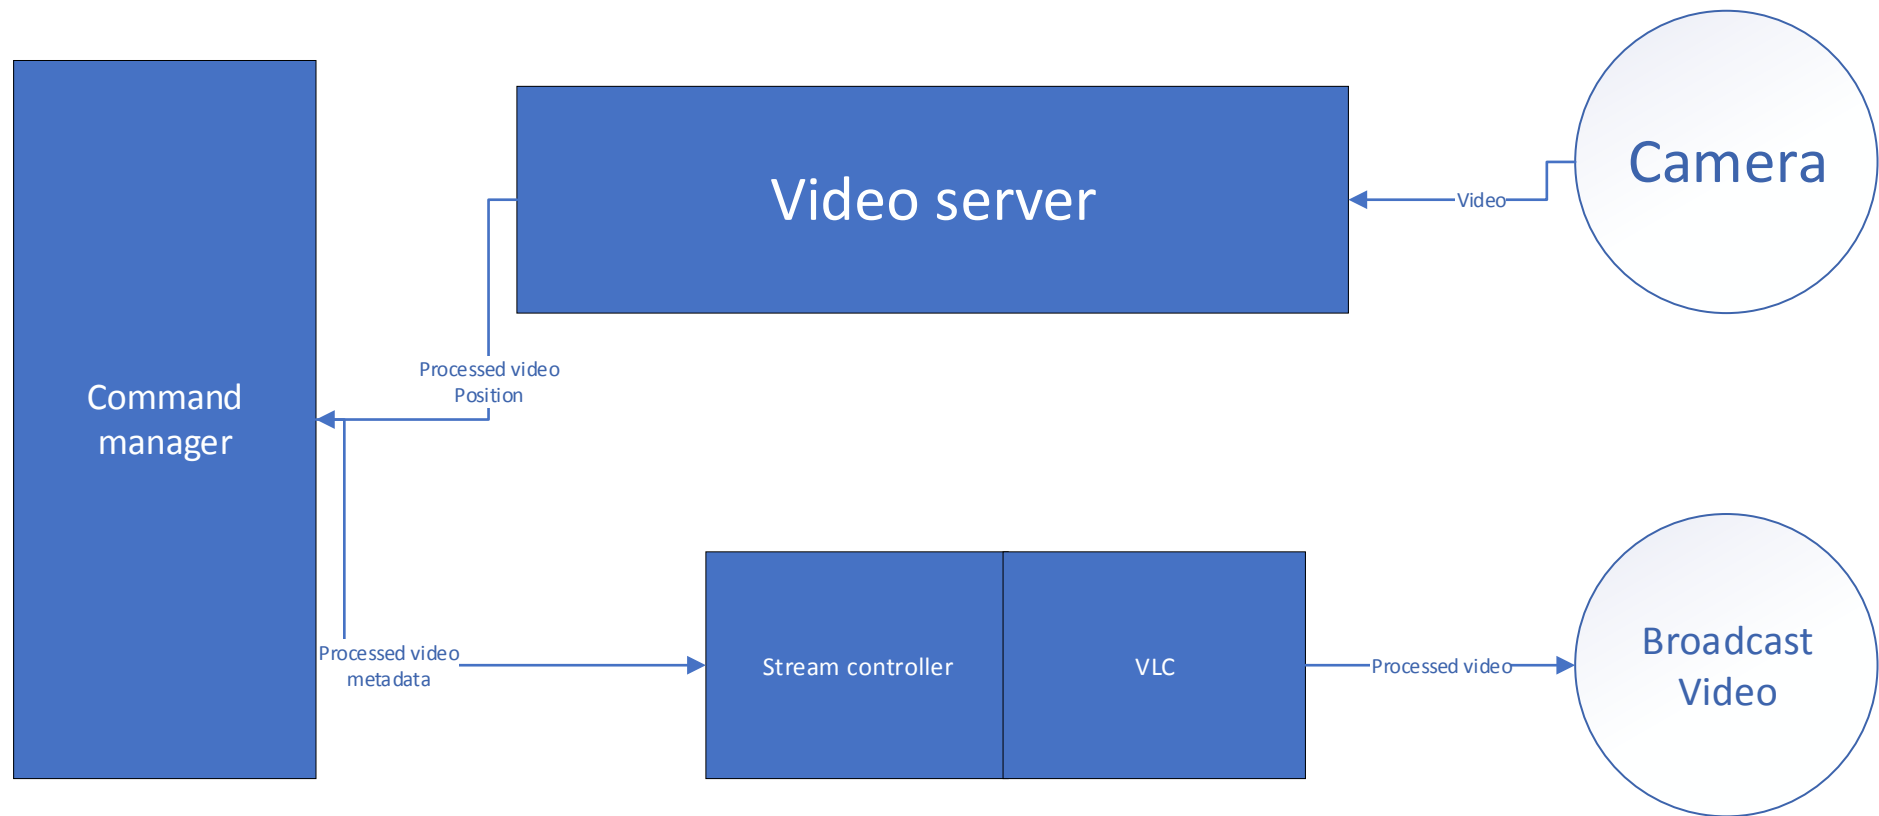 Camera
Video server
Video
Processed video
Position
Command
manager
Processed video
metadata
Stream controller
VLC
Processed video
Broadcast
Video